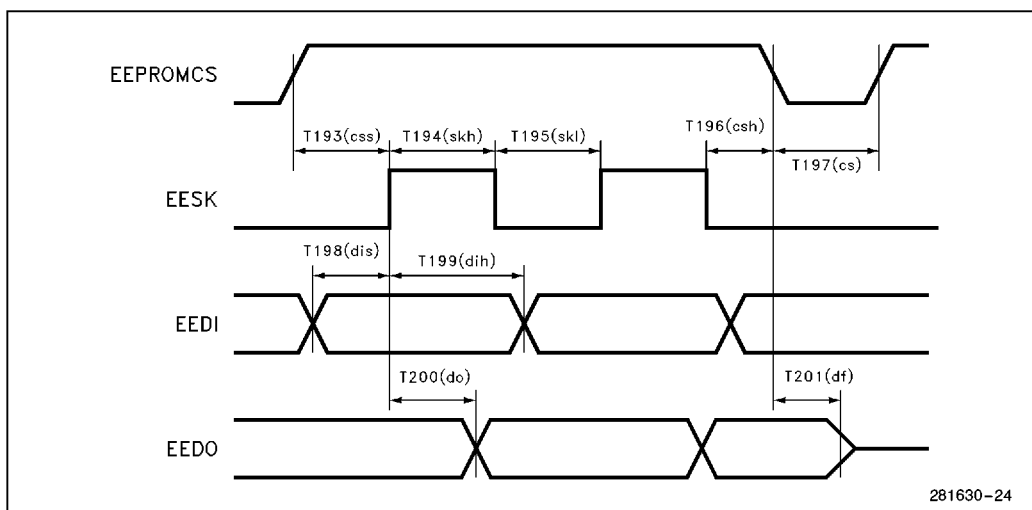 EEPROMCS
T193(css) T194(skh) T195(skl) T196(csh)
T197(cs)
EESK
T198(dis) T199(dih)
EEDI
T200(do) T201(df)
EEDO
281630-24